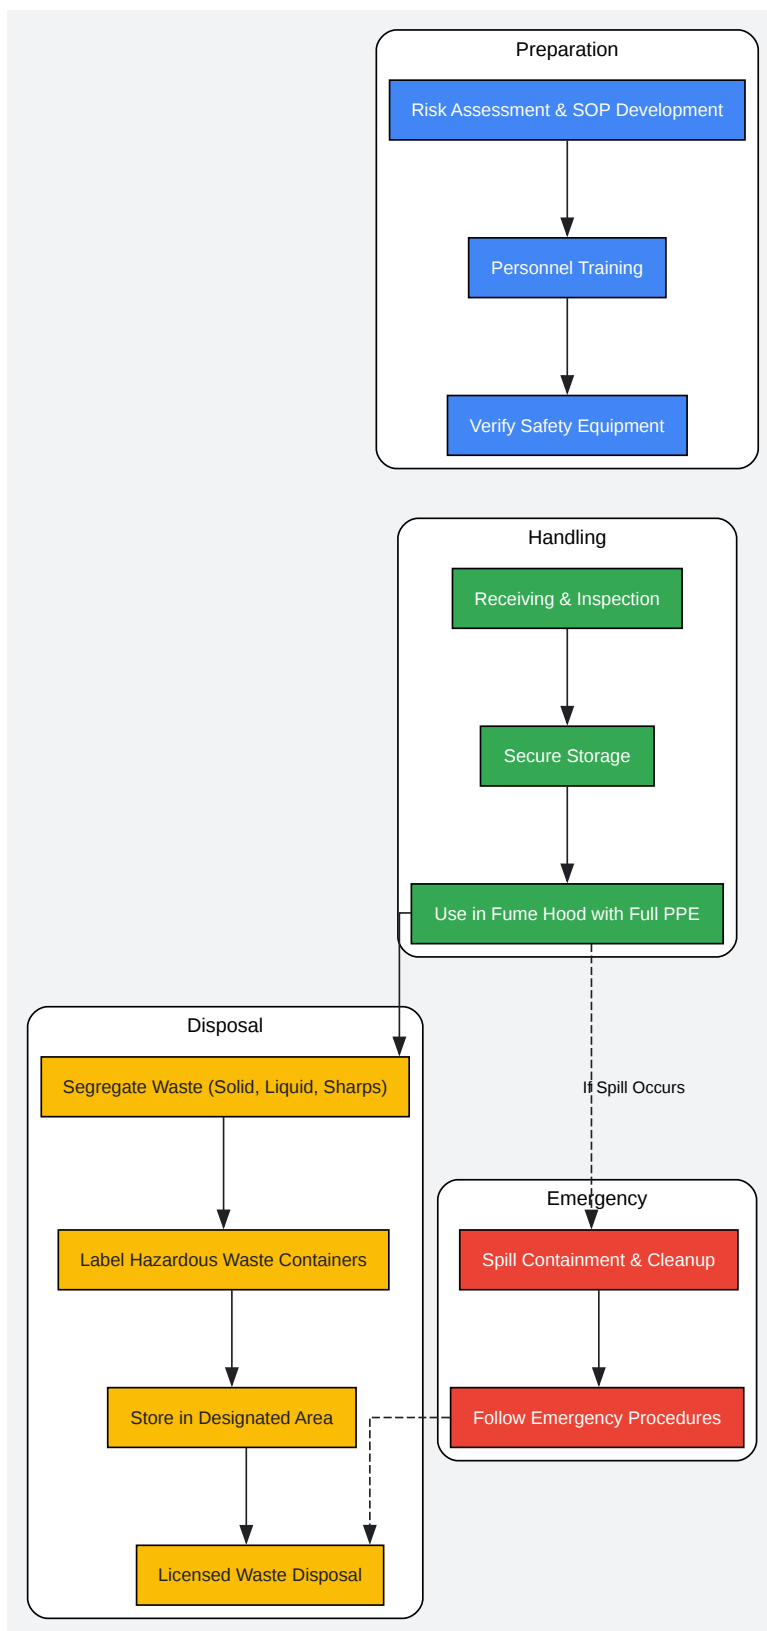 Preparation
Risk Assessment & SOP Development
Personnel Training
Verify Safety Equipment
Handling
Receiving & Inspection
Secure Storage
Use in Fume Hood with Full PPE
Disposal
Segregate Waste (Solid, Liquid, Sharps)
If Spill Occurs
Emergency
Label Hazardous Waste Containers
Spill Containment & Cleanup
Store in Designated Area
Follow Emergency Procedures
Licensed Waste Disposal